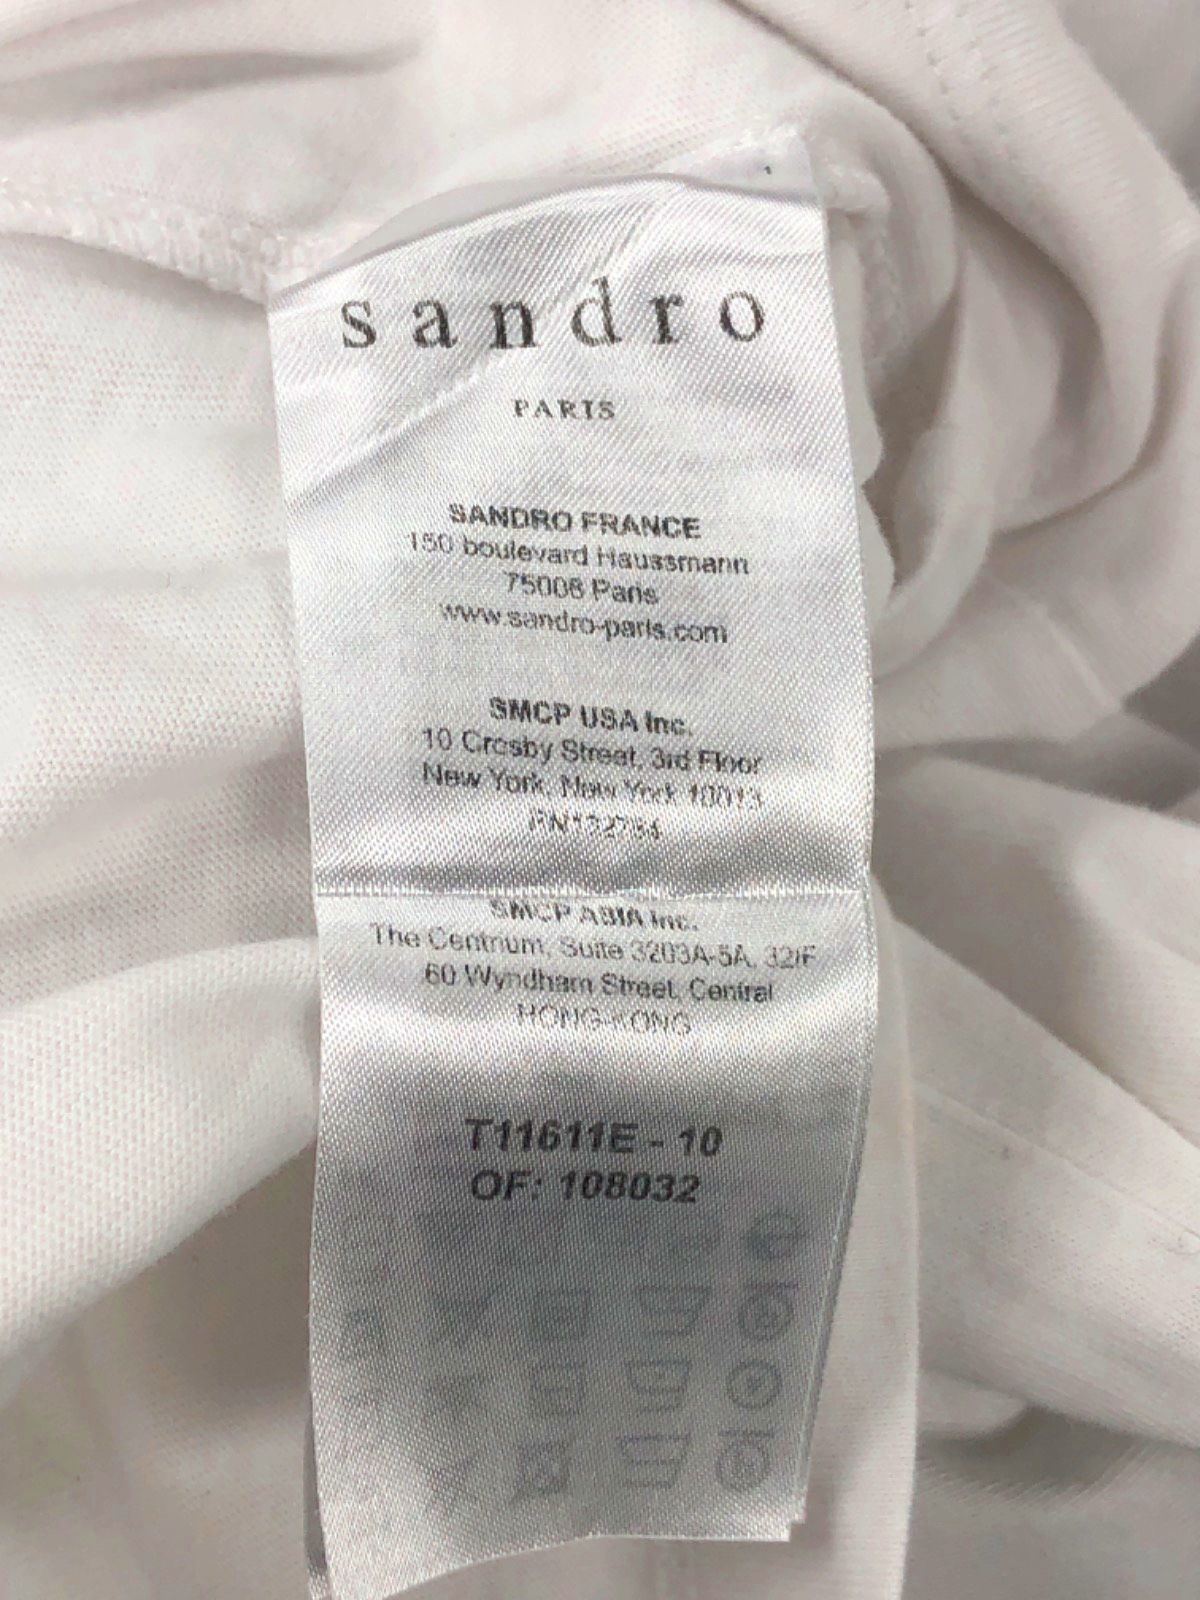 sandro
PARIS
SANDRO FRANCE
150 boulevard Haussmann
75008 Paris
www.sandro-paris.com
SMCP USA Inc.
10 Crosby Street, 3rd Floor
New York, New York 10013
SMCP ASIA Inc.
The Centrium, Suite 3203A-5A, 32/F
60 Wyndham Street, Central
HONG-KONG
T11611E - 10
OF: 108032